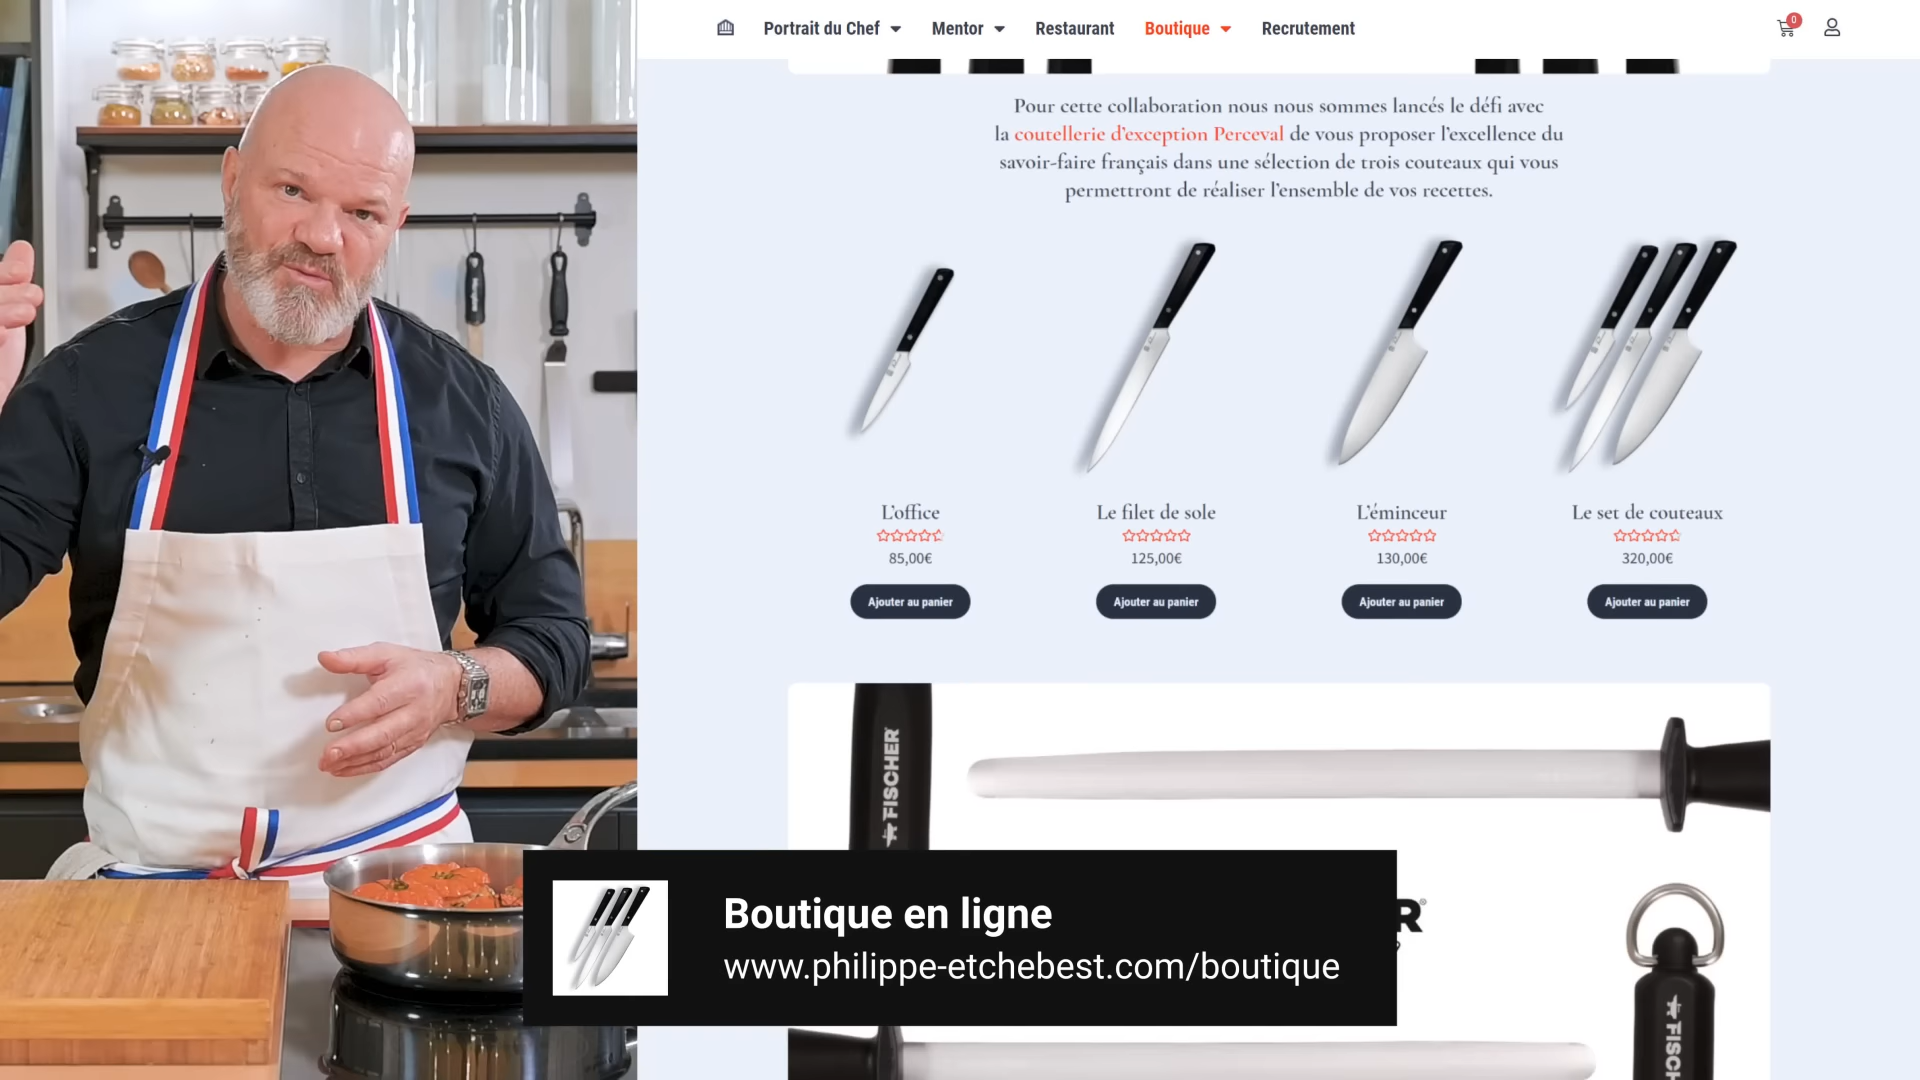 Portrait du Chef
Mentor
Restaurant
Boutique
Recrutement
0
Pour cette collaboration nous nous sommes lancés le défi avec
la coutellerie d'exception Perceval de vous proposer l'excellence du
savoir-faire français dans une sélection de trois couteaux qui vous
permettront de réaliser l'ensemble de vos recettes.
L'office
85,00€
Ajouter au panier
Le filet de sole
125,00€
Ajouter au panier
L'éminceur
130,00€
Ajouter au panier
Le set de couteaux
320,00€
Ajouter au panier
FISCHER
R®
FISCH
Boutique en ligne
www.philippe-etchebest.com/boutique